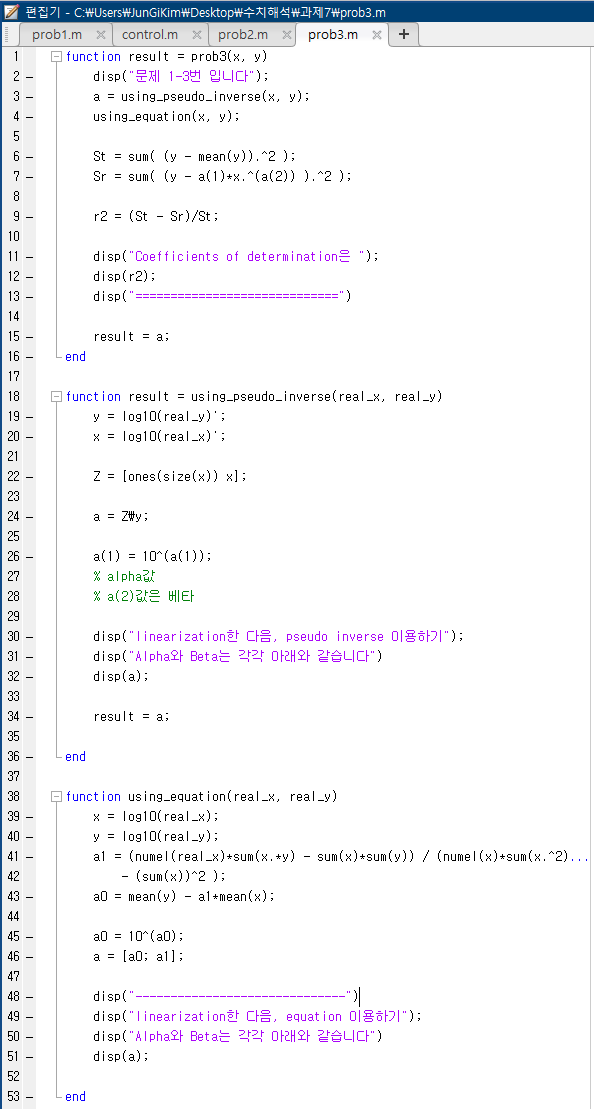 편집기 - C:\Users\JunGiKim\Desktop\수치해석\과제7\prob3.m
prob1.m × control.m × prob2.m × prob3.m × +
1 function result = prob3(x, y)
2 - disp("문제 1-3번 입니다");
3 - a = using_pseudo_inverse(x, y);
4 - using_equation(x, y);
5
6 - St = sum( (y - mean(y)).^2 );
7 - Sr = sum( (y - a(1)*x.^(a(2)) ).^2 );
8
9 - r2 = (St - Sr)/St;
10
11 - disp("Coefficients of determination은 ");
12 - disp(r2);
13 - disp("=============================")
14
15 - result = a;
16 - end
17
18 function result = using_pseudo_inverse(real_x, real_y)
19 - y = log10(real_y)';
20 - x = log10(real_x)';
21
22 - Z = [ones(size(x)) x];
23
24 - a = Z\y;
25
26 - a(1) = 10^(a(1));
27 % alpha값
28 % a(2)값은 베타
29
30 - disp("linearization한 다음, pseudo inverse 이용하기");
31 - disp("Alpha와 Beta는 각각 아래와 같습니다")
32 - disp(a);
33
34 - result = a;
35
36 - end
37
38 function using_equation(real_x, real_y)
39 - x = log10(real_x);
40 - y = log10(real_y);
41 - a1 = (numel(real_x)*sum(x.*y) - sum(x)*sum(y)) / (numel(x)*sum(x.^2)...
42 - (sum(x))^2 );
43 - a0 = mean(y) - a1*mean(x);
44
45 - a0 = 10^(a0);
46 - a = [a0; a1];
47
48 - disp("------------------------------")
49 - disp("linearization한 다음, equation 이용하기");
50 - disp("Alpha와 Beta는 각각 아래와 같습니다")
51 - disp(a);
52
53 - end